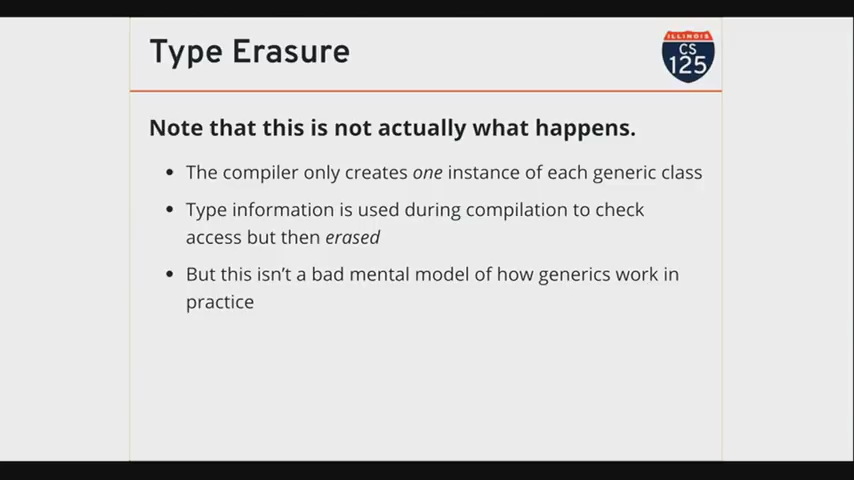 Type Erasure
ILLINOIS
CS
125
Note that this is not actually what happens.
• The compiler only creates one instance of each generic class
• Type information is used during compilation to check
access but then erased
• But this isn't a bad mental model of how generics work in
practice